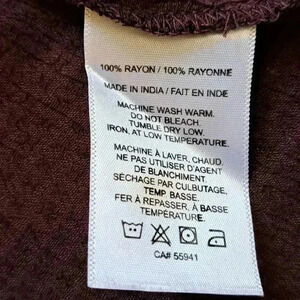 100% RAYON / 100% RAYONNE
MADE IN INDIA / FAIT EN INDE
MACHINE WASH WARM.
DO NOT BLEACH.
TUMBLE DRY LOW.
IRON, AT LOW TEMPERATURE.
MACHINE À LAVER, CHAUD.
NE PAS UTILISER D'AGENT
DE BLANCHIMENT.
SÉCHAGE PAR CULBUTAGE,
TEMP BASSE.
FER À REPASSER, À BASSE
TEMPÉRATURE.
CA# 55941